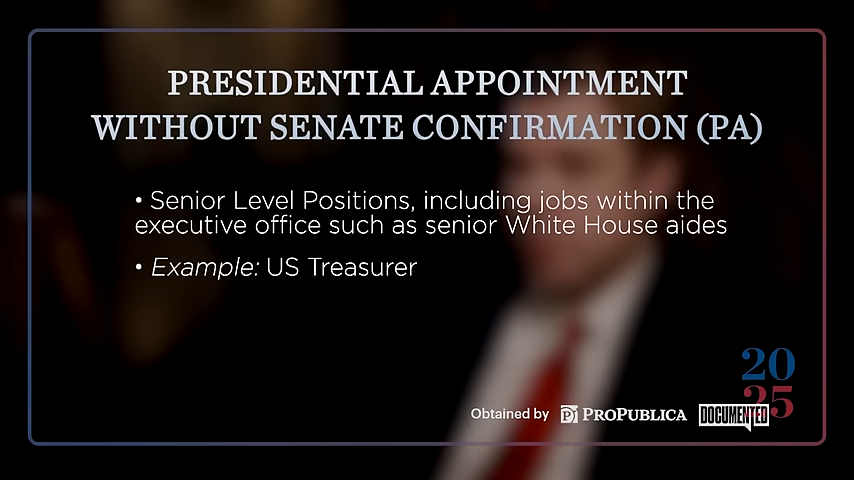 PRESIDENTIAL APPOINTMENT
WITHOUT SENATE CONFIRMATION (PA)
• Senior Level Positions, including jobs within the
executive office such as senior White House aides
• Example: US Treasurer
20
25
Obtained by PROPUBLICA DOCUMENTED